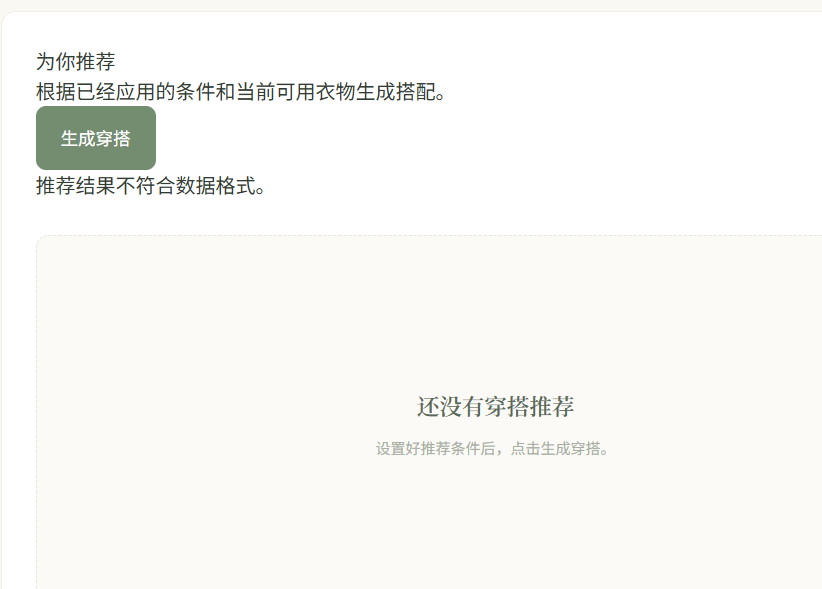 为你推荐
根据已经应用的条件和当前可用衣物生成搭配。
生成穿搭
推荐结果不符合数据格式。
还没有穿搭推荐
设置好推荐条件后，点击生成穿搭。